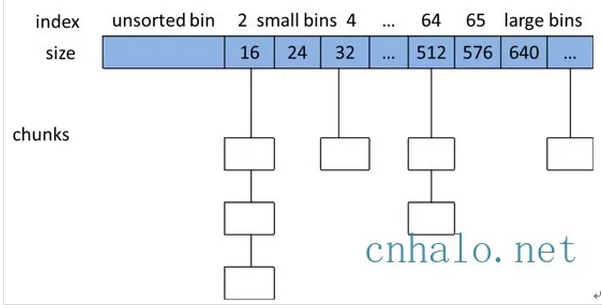 index unsorted bin 2 small bins 4 ... 64 65 large bins
size 16 24 32 ... 512 576 640 ...
chunks
cnhalo.net